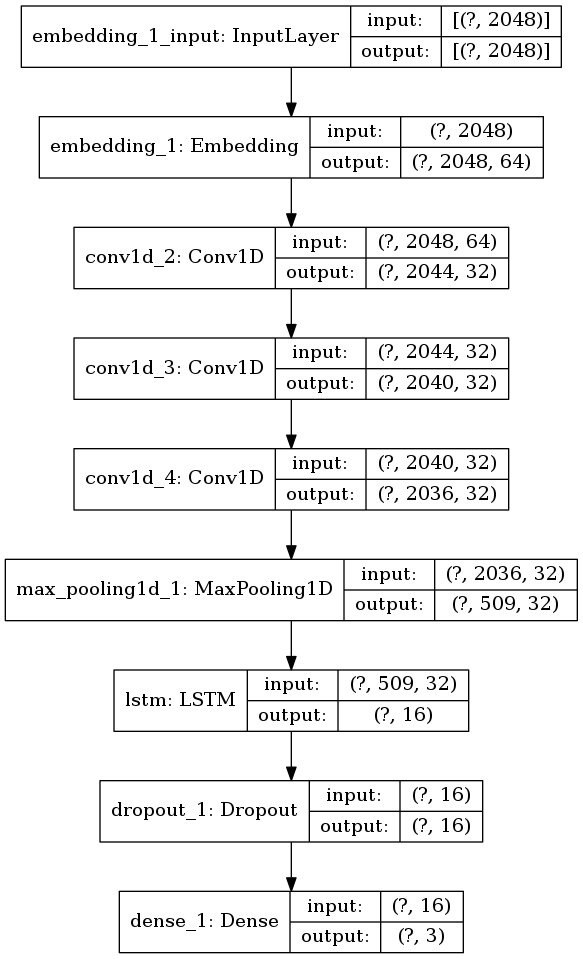 embedding_1_input: InputLayer
input: [(?, 2048)]
output: [(?, 2048)]
embedding_1: Embedding
input: (?, 2048)
output: (?, 2048, 64)
conv1d_2: Conv1D
input: (?, 2048, 64)
output: (?, 2044, 32)
conv1d_3: Conv1D
input: (?, 2044, 32)
output: (?, 2040, 32)
conv1d_4: Conv1D
input: (?, 2040, 32)
output: (?, 2036, 32)
max_pooling1d_1: MaxPooling1D
input: (?, 2036, 32)
output: (?, 509, 32)
lstm: LSTM
input: (?, 509, 32)
output: (?, 16)
dropout_1: Dropout
input: (?, 16)
output: (?, 16)
dense_1: Dense
input: (?, 16)
output: (?, 3)